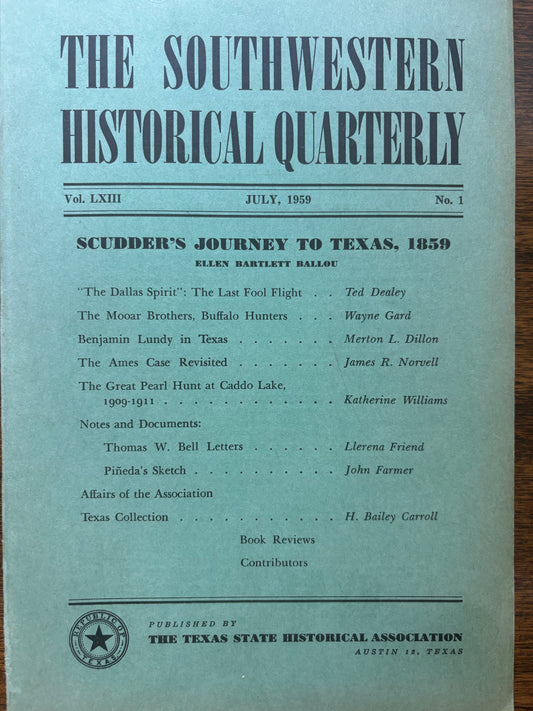 THE SOUTHWESTERN
HISTORICAL QUARTERLY
Vol. LXIII JULY, 1959 No. 1
SCUDDER'S JOURNEY TO TEXAS, 1859
ELLEN BARTLETT BALLOU
"The Dallas Spirit": The Last Fool Flight . . Ted Dealey
The Mooar Brothers, Buffalo Hunters . . . Wayne Gard
Benjamin Lundy in Texas . . . . . . . Merton L. Dillon
The Ames Case Revisited . . . . . . . James R. Norvell
The Great Pearl Hunt at Caddo Lake,
1909-1911 . . . . . . . . . . . . Katherine Williams
Notes and Documents:
Thomas W. Bell Letters . . . . . . Llerena Friend
Piñeda's Sketch . . . . . . . . . . John Farmer
Affairs of the Association
Texas Collection . . . . . . . . . . . H. Bailey Carroll
Book Reviews
Contributors
REPUBLIC OF TEXAS
PUBLISHED BY
THE TEXAS STATE HISTORICAL ASSOCIATION
AUSTIN 12, TEXAS